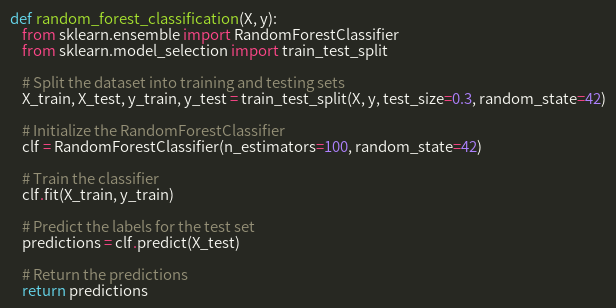 def random_forest_classification(X, y):
    from sklearn.ensemble import RandomForestClassifier
    from sklearn.model_selection import train_test_split
    # Split the dataset into training and testing sets
    X_train, X_test, y_train, y_test = train_test_split(X, y, test_size=0.3, random_state=42)
    # Initialize the RandomForestClassifier
    clf = RandomForestClassifier(n_estimators=100, random_state=42)
    # Train the classifier
    clf.fit(X_train, y_train)
    # Predict the labels for the test set
    predictions = clf.predict(X_test)
    # Return the predictions
    return predictions